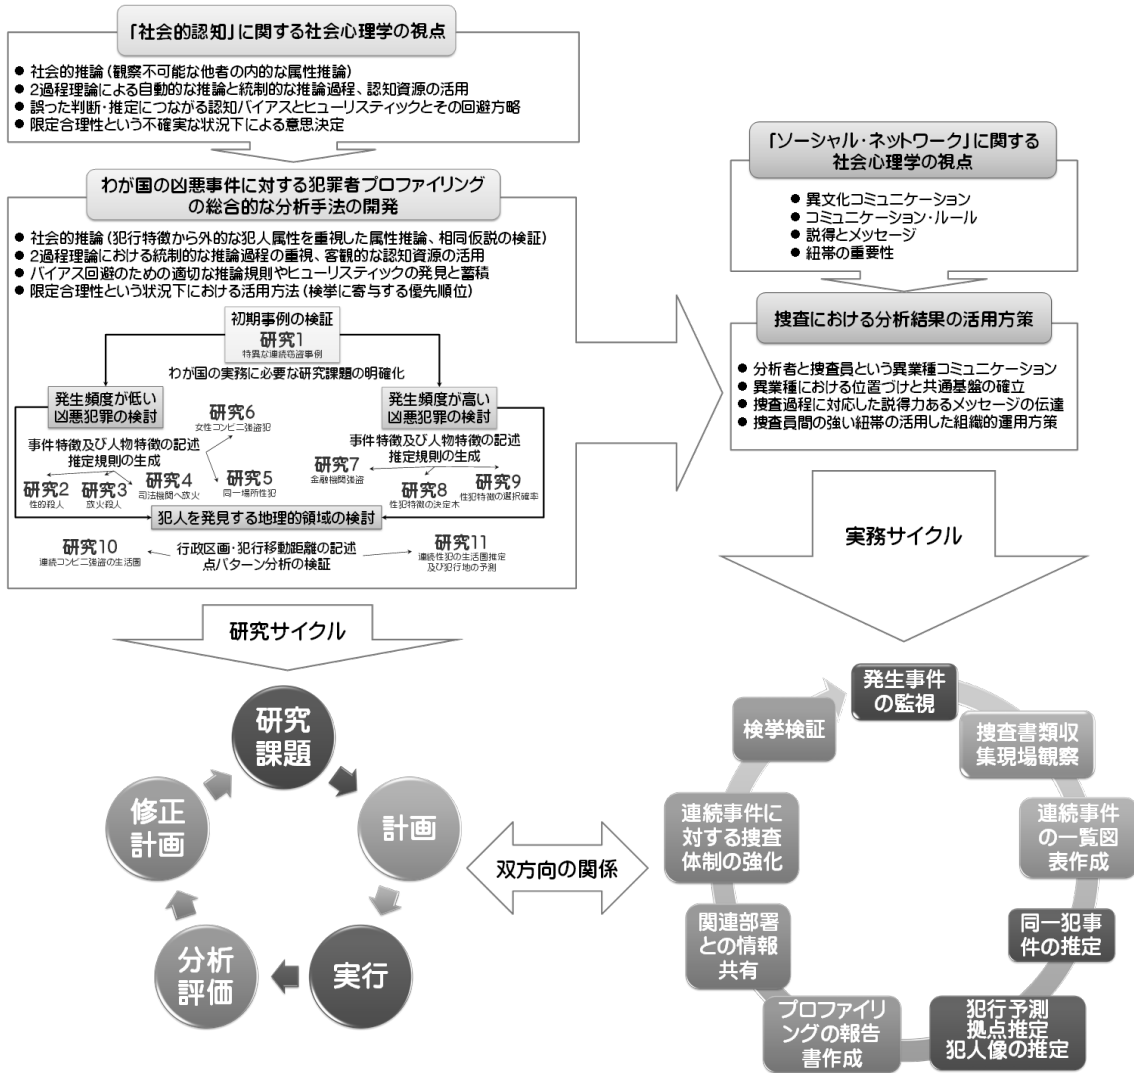 「社会的認知」に関する社会心理学の視点
● 社会的推論(観察不可能な他者の内的な属性推論)
● 2過程理論による自動的な推論と統制的な推論過程、認知資源の活用
● 誤った判断・推定につながる認知バイアスとヒューリスティックとその回避方略
● 限定合理性という不確実な状況下による意思決定
わが国の凶悪事件に対する犯罪者プロファイリング
の総合的な分析手法の開発
● 社会的推論(犯行特徴から外的な犯人属性を重視した属性推論、相同仮説の検証)
● 2過程理論における統制的な推論過程の重視、客観的な認知資源の活用
● バイアス回避のための適切な推論規則やヒューリスティックの発見と蓄積
● 限定合理性という状況下における活用方法(検挙に寄与する優先順位)
初期事例の検証
研究1
特異な連続窃盗事例
わが国の実務に必要な研究課題の明確化
発生頻度が低い
凶悪犯罪の検討
発生頻度が高い
凶悪犯罪の検討
研究6
女性コンビニ強盗犯
事件特徴及び人物特徴の記述
推定規則の生成
事件特徴及び人物特徴の記述
推定規則の生成
研究2
性的殺人
研究3
放火殺人
研究4
司法機関へ放火
研究5
同一場所性犯
研究7
金融機関強盗
研究8
性犯特徴の決定木
研究9
性犯特徴の選択確率
犯人を発見する地理的領域の検討
研究10
連続コンビニ強盗の生活圏
行政区画・犯行移動距離の記述
点パターン分析の検証
研究11
連続性犯の生活圏推定
及び犯行地の予測
「ソーシャル・ネットワーク」に関する
社会心理学の視点
● 異文化コミュニケーション
● コミュニケーション・ルール
● 説得とメッセージ
● 紐帯の重要性
捜査における分析結果の活用方策
● 分析者と捜査員という異業種コミュニケーション
● 異業種における位置づけと共通基盤の確立
● 捜査過程に対応した説得力あるメッセージの伝達
● 捜査員間の強い紐帯の活用した組織的運用方策
研究サイクル
研究
課題
計画
実行
分析
評価
修正
計画
双方向の関係
実務サイクル
発生事件
の監視
捜査書類収
集現場観察
連続事件
の一覧図
表作成
同一犯事
件の推定
犯行予測
拠点推定
犯人像の推定
プロファイリ
ングの報告
書作成
関連部署
との情報
共有
連続事件に
対する捜査
体制の強化
検挙検証